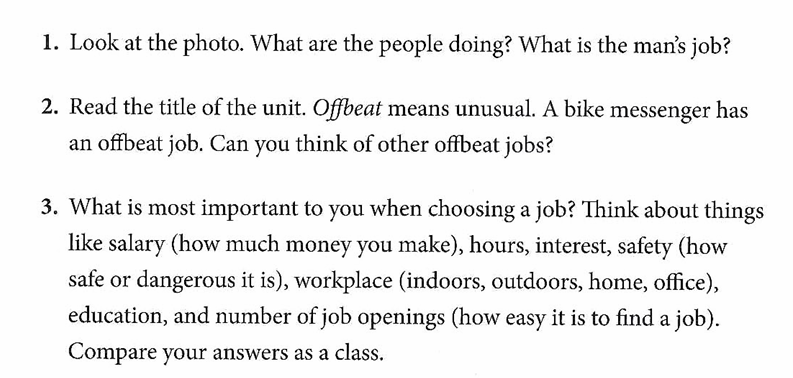 1. Look at the photo. What are the people doing? What is the man's job?
2. Read the title of the unit. Offbeat means unusual. A bike messenger has
an offbeat job. Can you think of other offbeat jobs?
3. What is most important to you when choosing a job? Think about things
like salary (how much money you make), hours, interest, safety (how
safe or dangerous it is), workplace (indoors, outdoors, home, office),
education, and number of job openings (how easy it is to find a job).
Compare your answers as a class.